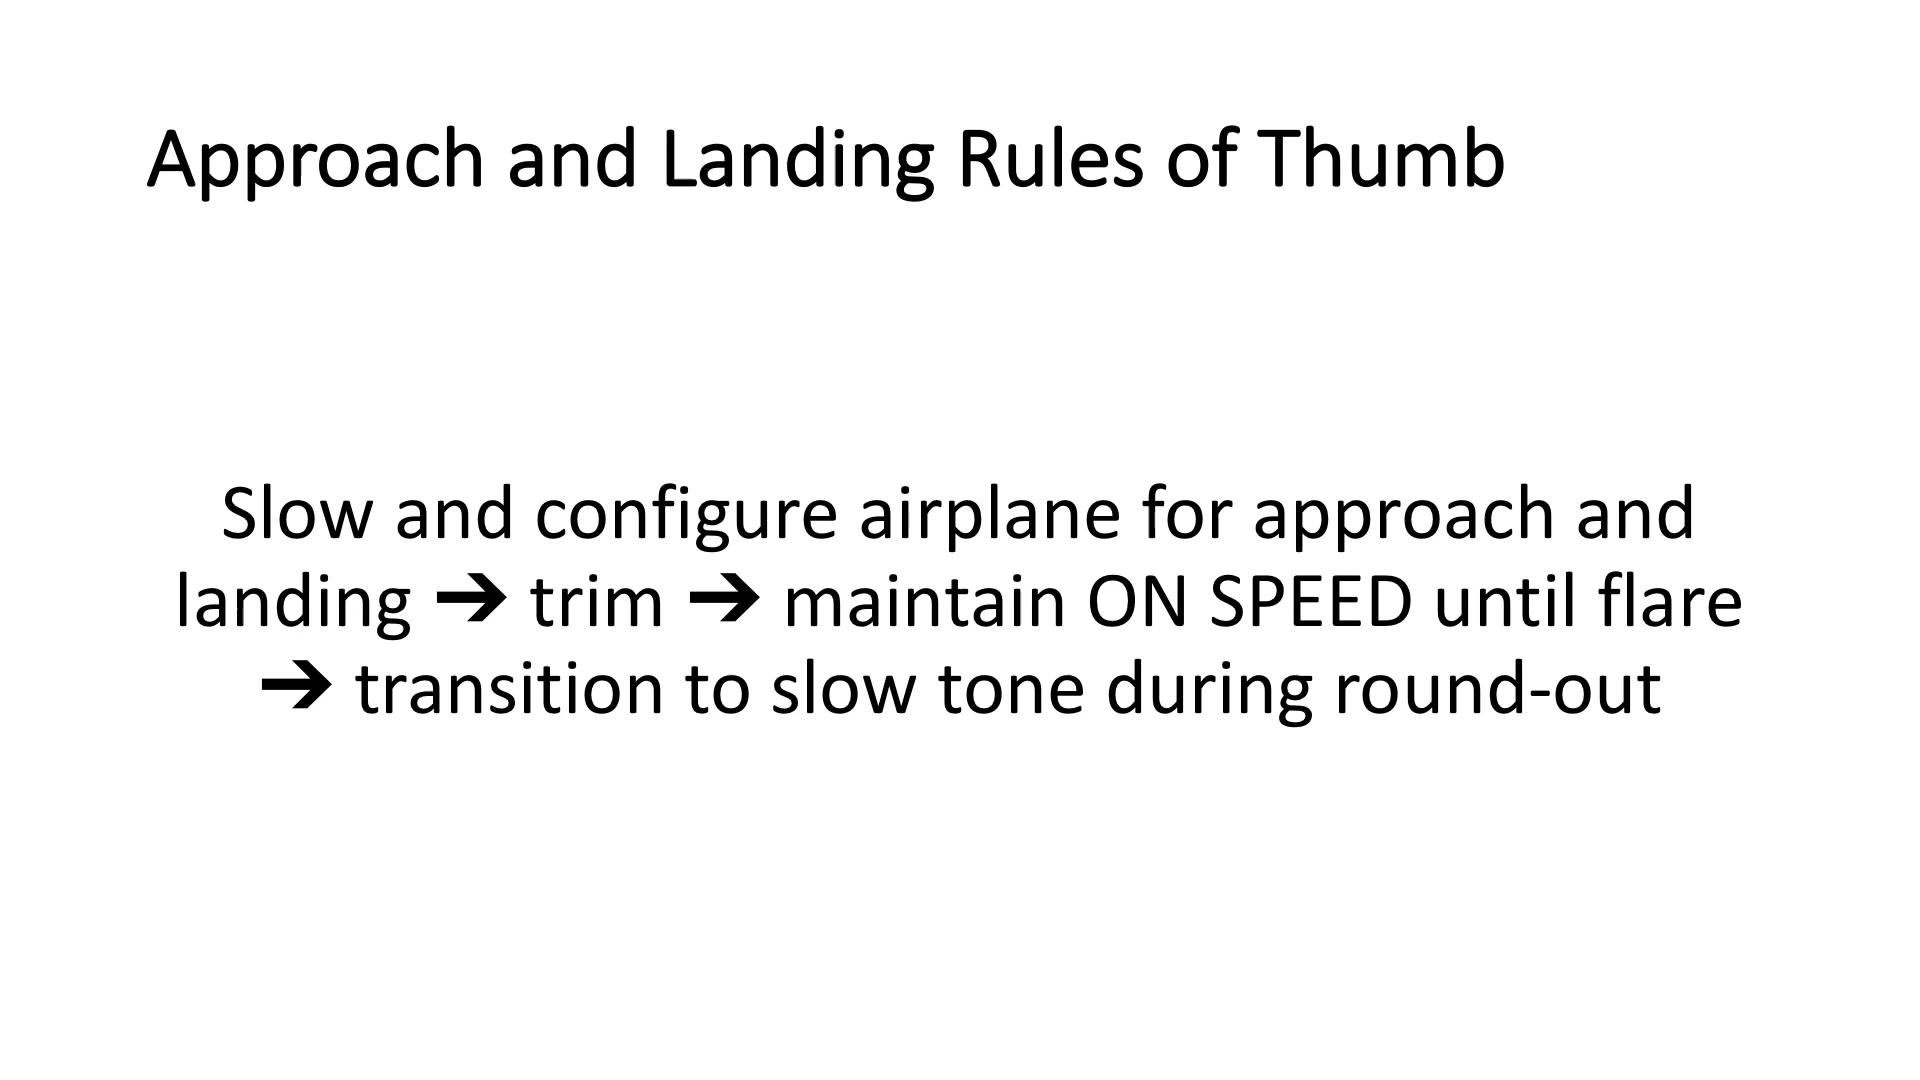 Approach and Landing Rules of Thumb
Slow and configure airplane for approach and
landing ➔ trim ➔ maintain ON SPEED until flare
➔ transition to slow tone during round-out